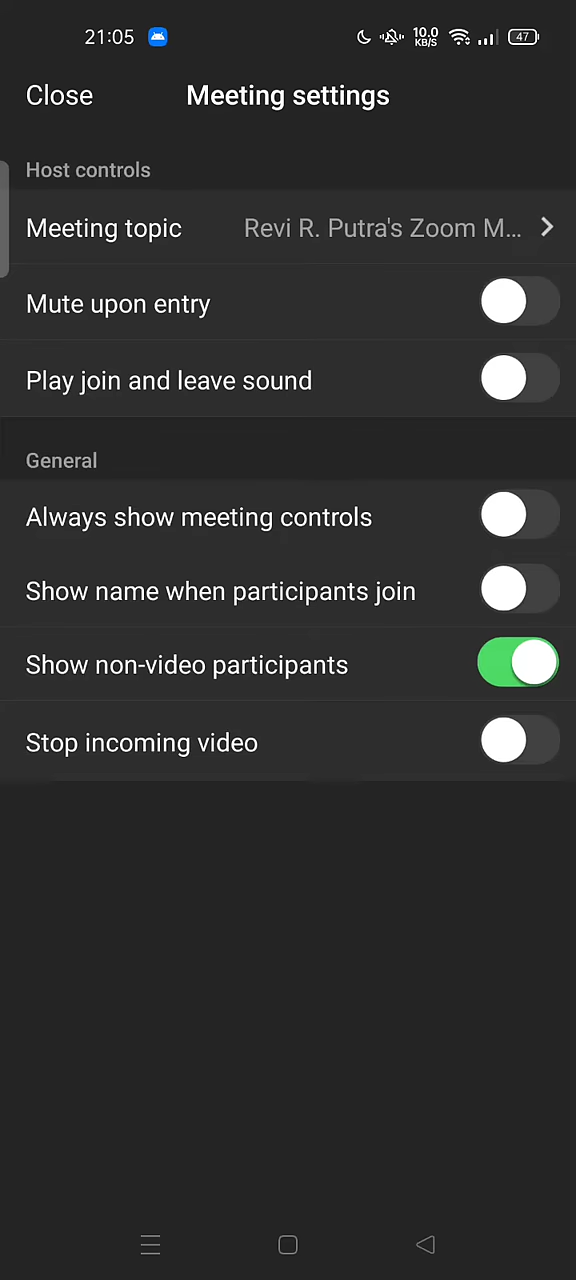 21:05
10.0
KB/S
47
Close
Meeting settings
Host controls
Meeting topic
Revi R. Putra's Zoom M...
Mute upon entry
Play join and leave sound
General
Always show meeting controls
Show name when participants join
Show non-video participants
Stop incoming video